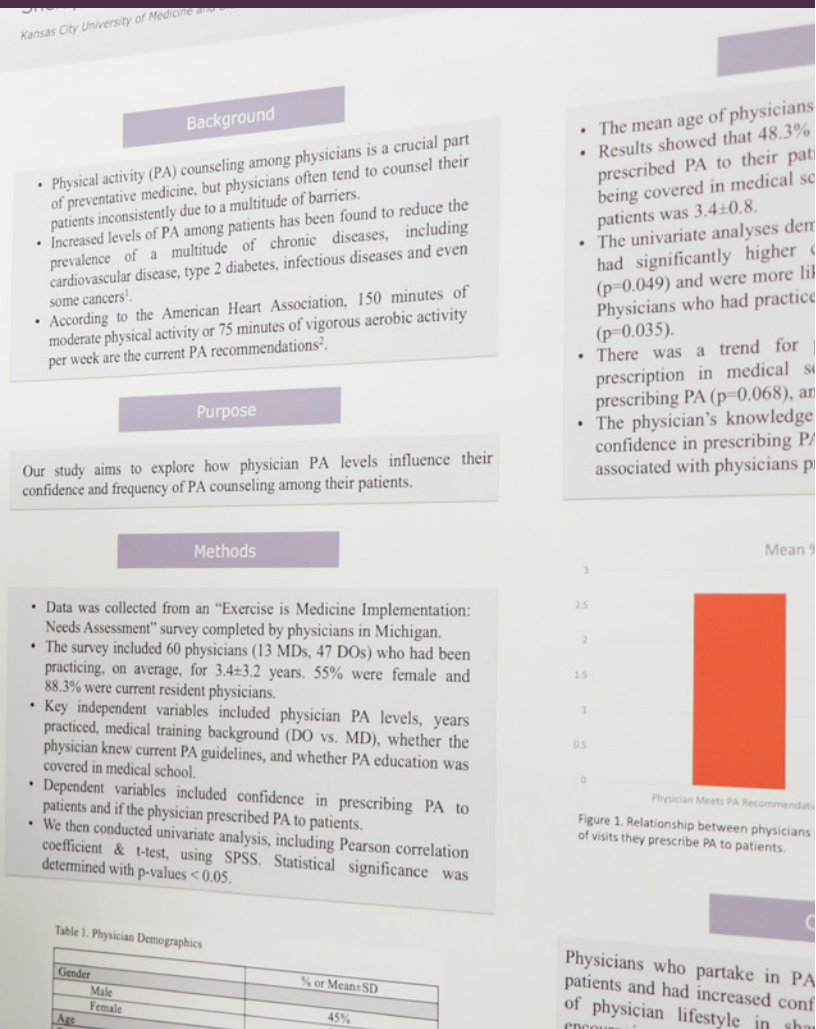 Kansas City University of Medicine and
Background
• Physical activity (PA) counseling among physicians is a crucial part
of preventative medicine, but physicians often tend to counsel their
patients inconsistently due to a multitude of barriers.
• Increased levels of PA among patients has been found to reduce the
prevalence of a multitude of chronic diseases, including
cardiovascular disease, type 2 diabetes, infectious diseases and even
some cancers¹.
• According to the American Heart Association, 150 minutes of
moderate physical activity or 75 minutes of vigorous aerobic activity
per week are the current PA recommendations².
Purpose
Our study aims to explore how physician PA levels influence their
confidence and frequency of PA counseling among their patients.
Methods
• Data was collected from an “Exercise is Medicine Implementation:
Needs Assessment” survey completed by physicians in Michigan.
• The survey included 60 physicians (13 MDs, 47 DOs) who had been
practicing, on average, for 3.4±3.2 years. 55% were female and
88.3% were current resident physicians.
• Key independent variables included physician PA levels, years
practiced, medical training background (DO vs. MD), whether the
physician knew current PA guidelines, and whether PA education was
covered in medical school.
• Dependent variables included confidence in prescribing PA to
patients and if the physician prescribed PA to patients.
• We then conducted univariate analysis, including Pearson correlation
coefficient & t-test, using SPSS. Statistical significance was
determined with p-values < 0.05.
Table 1. Physician Demographics
% or Mean±SD
Gender
Male
45%
Female
Age
• The mean age of physicians
• Results showed that 48.3%
prescribed PA to their
being covered in medical
patients was 3.4±0.8.
• The univariate analyses
had significantly higher
(p=0.049) and were more
Physicians who had
(p=0.035).
• There was a trend for
prescription in medical
prescribing PA (p=0.068),
• The physician's knowledge
confidence in prescribing
associated with physicians
Mean
3
2.5
2
1.5
1
0.5
0
Physician Meets PA
Figure 1. Relationship between physicians
of visits they prescribe PA to patients.
Physicians who partake in PA
patients and had increased
of physician lifestyle in